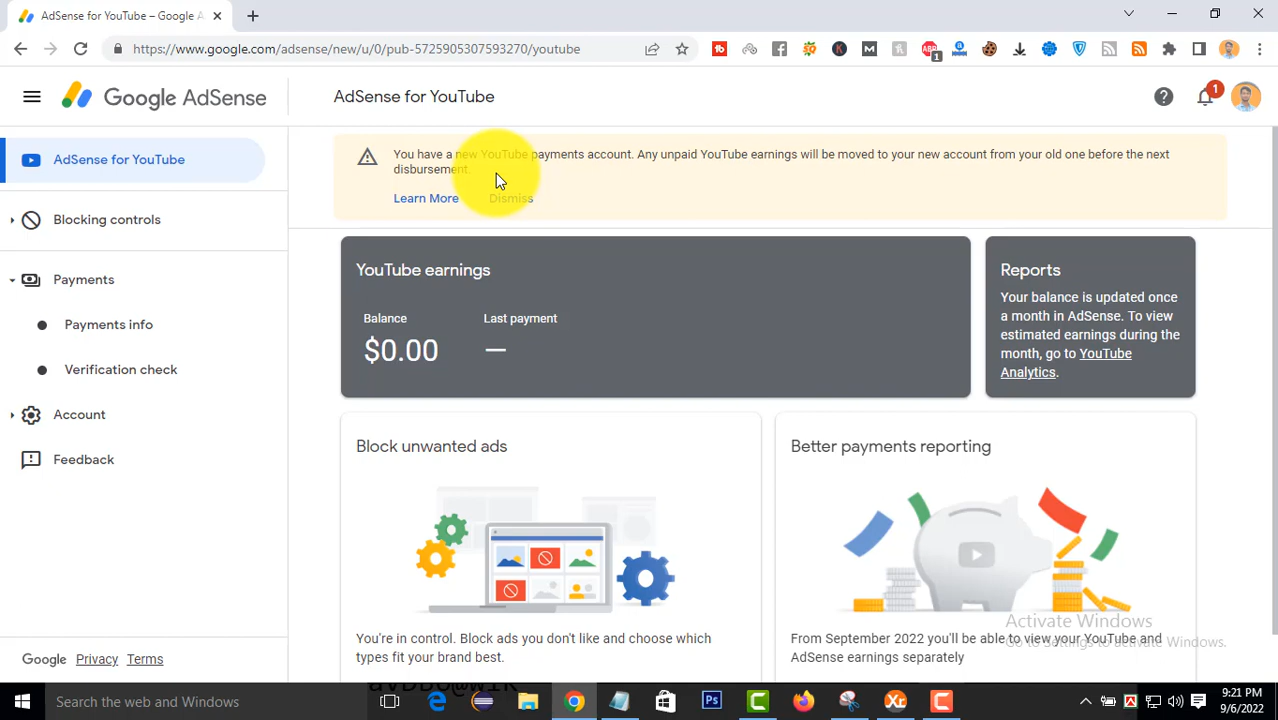 AdSense for YouTube – Google A
https://www.google.com/adsense/new/u/0/pub-5725905307593270/youtube
1
Google AdSense
AdSense for YouTube
1
AdSense for YouTube
Blocking controls
Payments
Payments info
Verification check
Account
Feedback
Google Privacy Terms
You have a new YouTube payments account. Any unpaid YouTube earnings will be moved to your new account from your old one before the next
disbursement.
Learn More Dismiss
YouTube earnings
Balance Last payment
$0.00 —
Reports
Your balance is updated once
a month in AdSense. To view
estimated earnings during the
month, go to YouTube
Analytics.
Block unwanted ads
You're in control. Block ads you don't like and choose which
types fit your brand best.
Better payments reporting
From September 2022 you'll be able to view your YouTube and
AdSense earnings separately
Activate Windows
Go to Settings to activate Windows.
Search the web and Windows
Ps
Xr
9:21 PM
9/6/2022